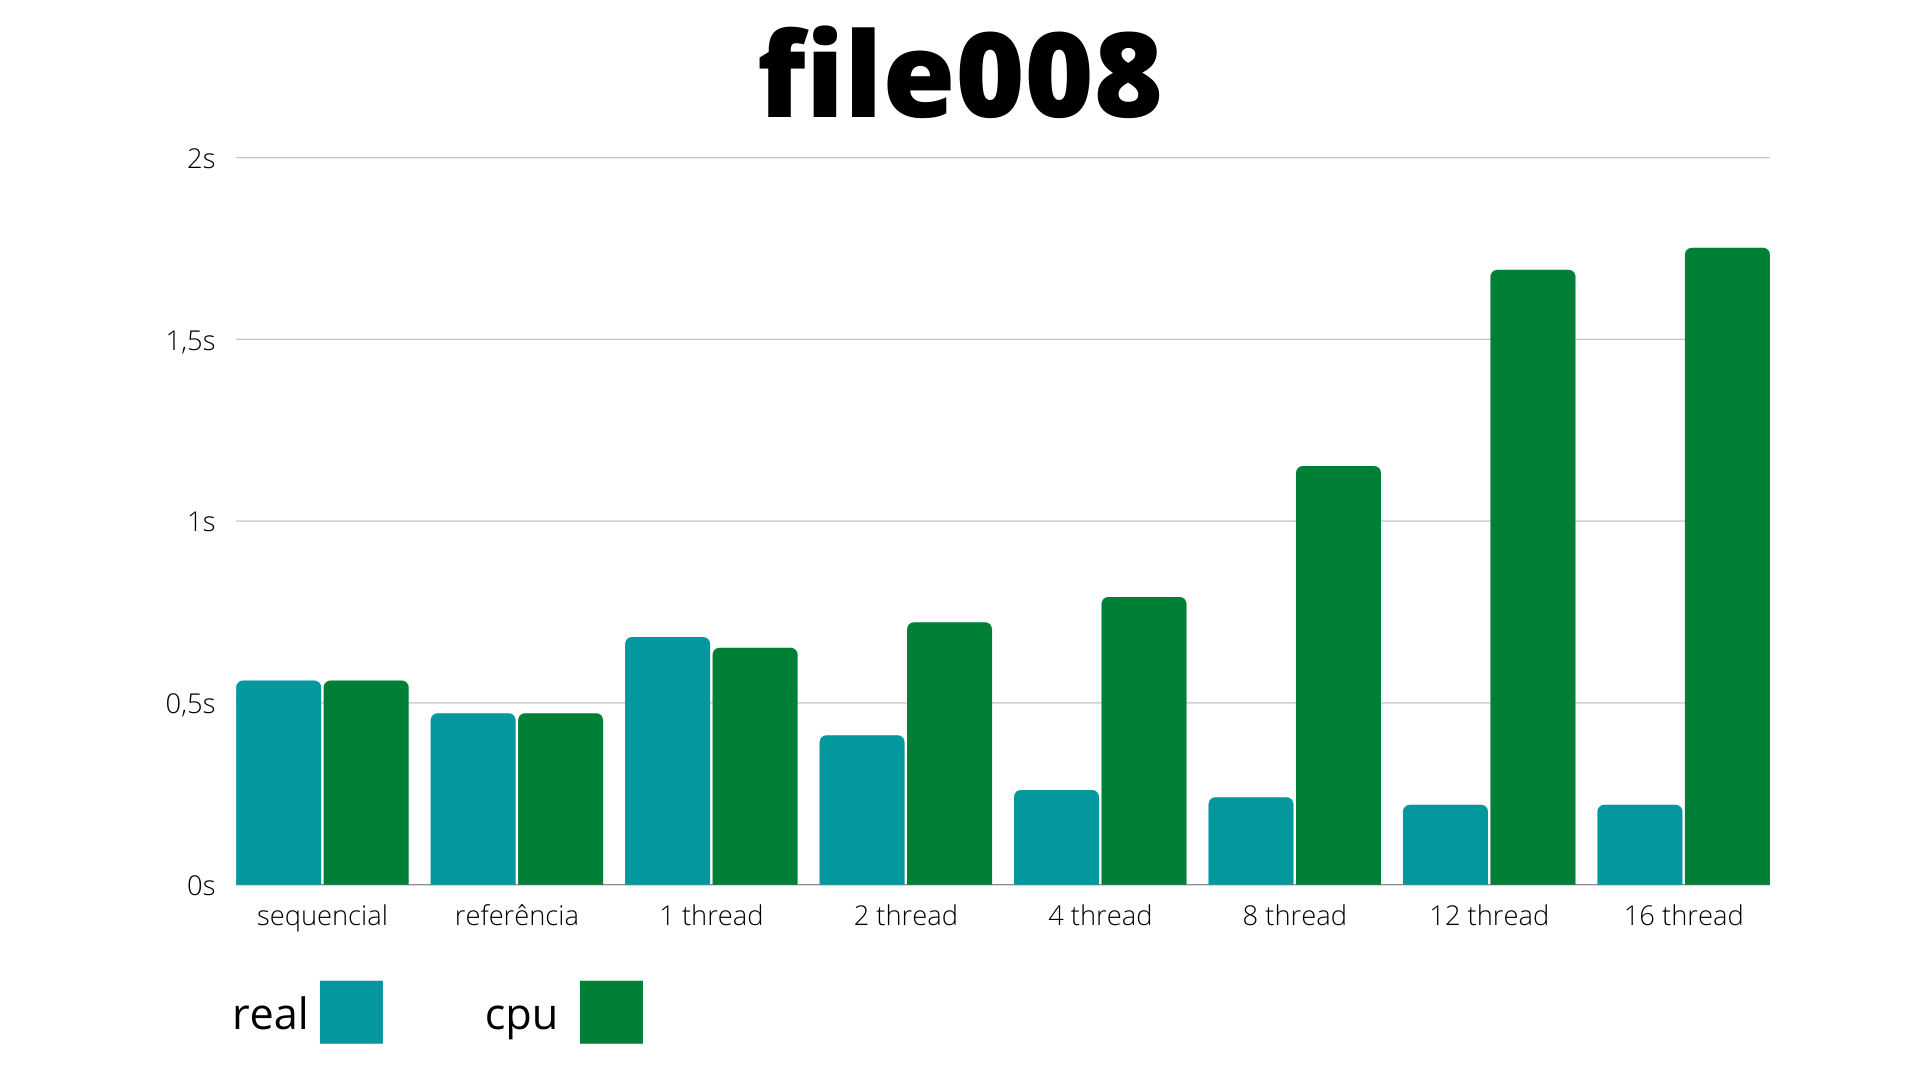 file008
2s
1,5s
1s
0,5s
0s
sequencial referência 1 thread 2 thread 4 thread 8 thread 12 thread 16 thread
real cpu